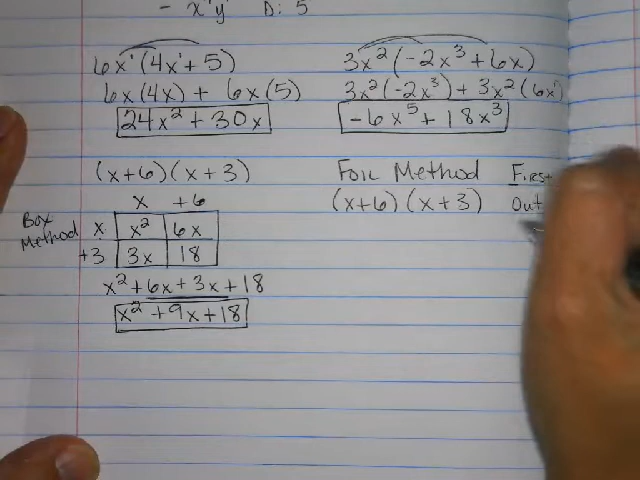 - x'y' D: 5
6x'(4x'+5)
6x(4x) + 6x(5)
24x² + 30x
3x²(-2x³+6x)
3x²(-2x³)+3x²(6x')
-6x⁵+18x³
(x+6)(x+3)
x +6
Box Method
x x² 6x
+3 3x 18
x²+6x+3x+18
x²+9x+18
Foil Method First
(x+6)(x+3) Out